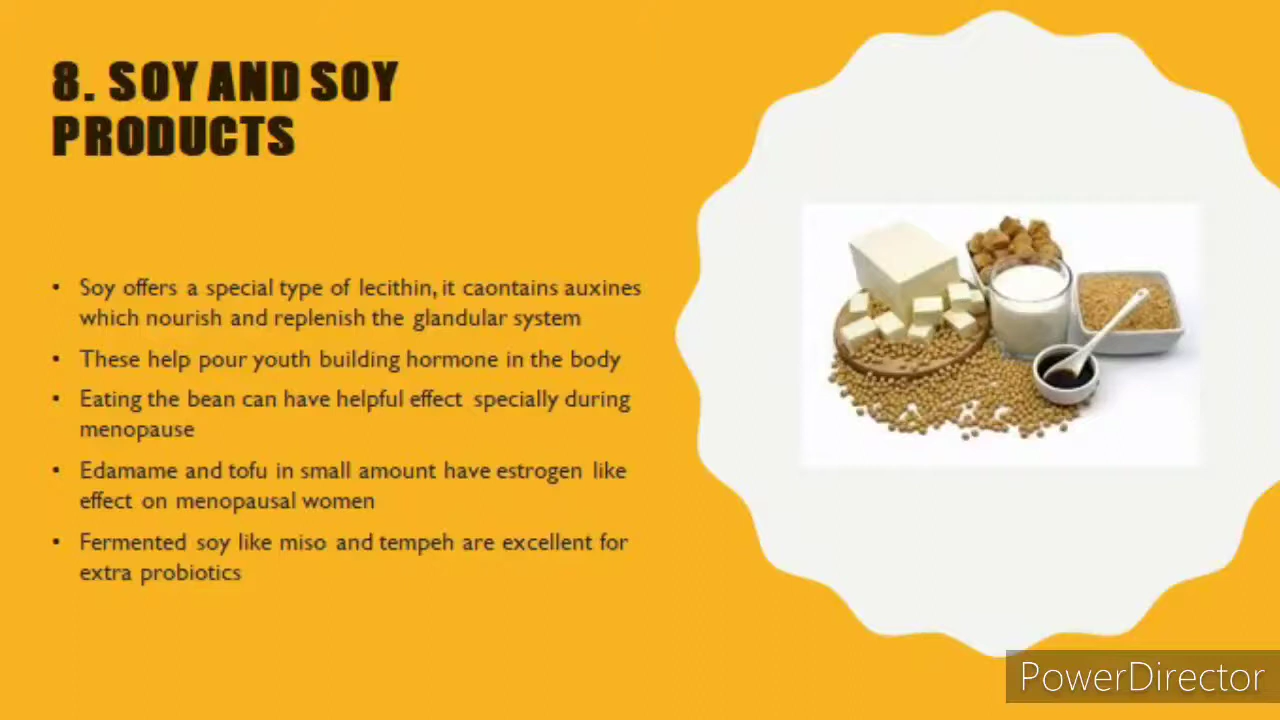 8. SOY AND SOY
PRODUCTS
• Soy offers a special type of lecithin, it caontains auxines
which nourish and replenish the glandular system
• These help pour youth building hormone in the body
• Eating the bean can have helpful effect specially during
menopause
• Edamame and tofu in small amount have estrogen like
effect on menopausal women
• Fermented soy like miso and tempeh are excellent for
extra probiotics
PowerDirector